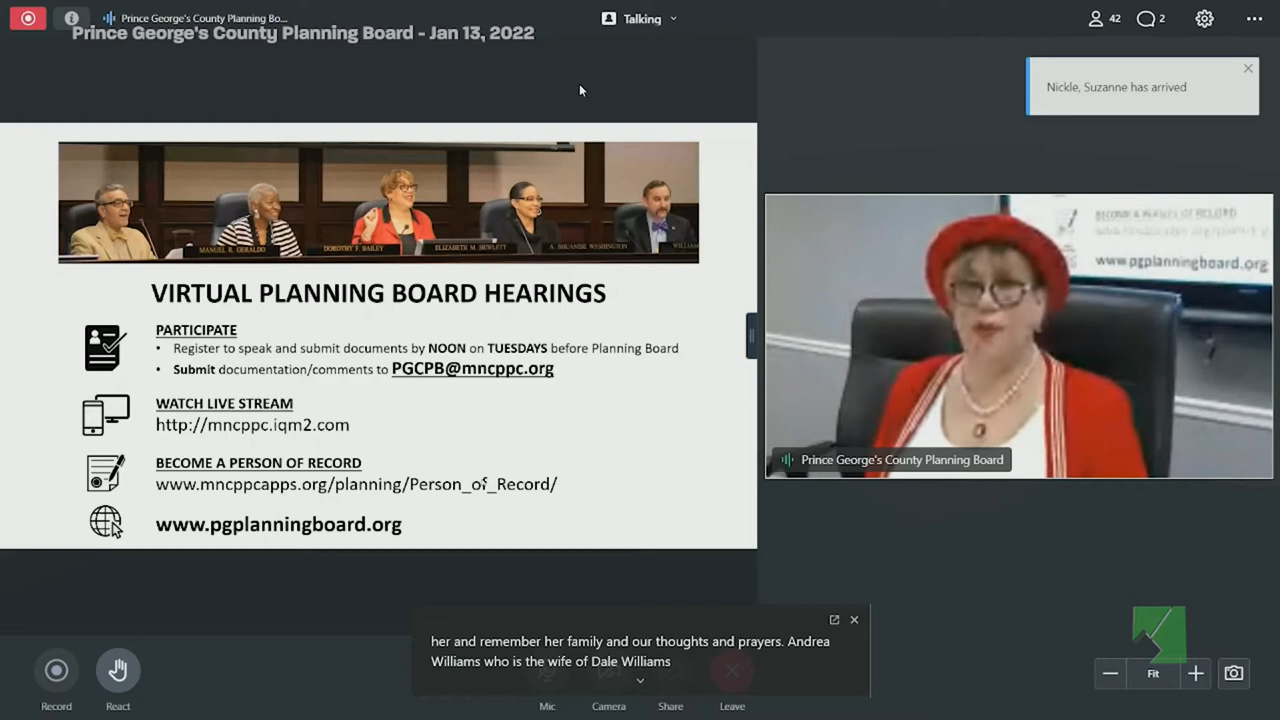 Prince George's County Planning Bo...
Talking
42
2
Prince George's County Planning Board - Jan 13, 2022
Nickle, Suzanne has arrived
MANUEL R. GERALDO
DOROTHY F. BAILEY
ELIZABETH M. HEWLETT
A. SHUANISE WASHINGTON
WILLIAM
VIRTUAL PLANNING BOARD HEARINGS
PARTICIPATE
• Register to speak and submit documents by NOON on TUESDAYS before Planning Board
• Submit documentation/comments to PGCPB@mncppc.org
WATCH LIVE STREAM
http://mncppc.iqm2.com
BECOME A PERSON OF RECORD
www.mncppcapps.org/planning/Person_of_Record/
www.pgplanningboard.org
BECOME A PERSON OF RECORD
www.pgplanningboard.org
Prince George's County Planning Board
her and remember her family and our thoughts and prayers. Andrea
Williams who is the wife of Dale Williams
Record
React
Mic
Camera
Share
Leave
Fit